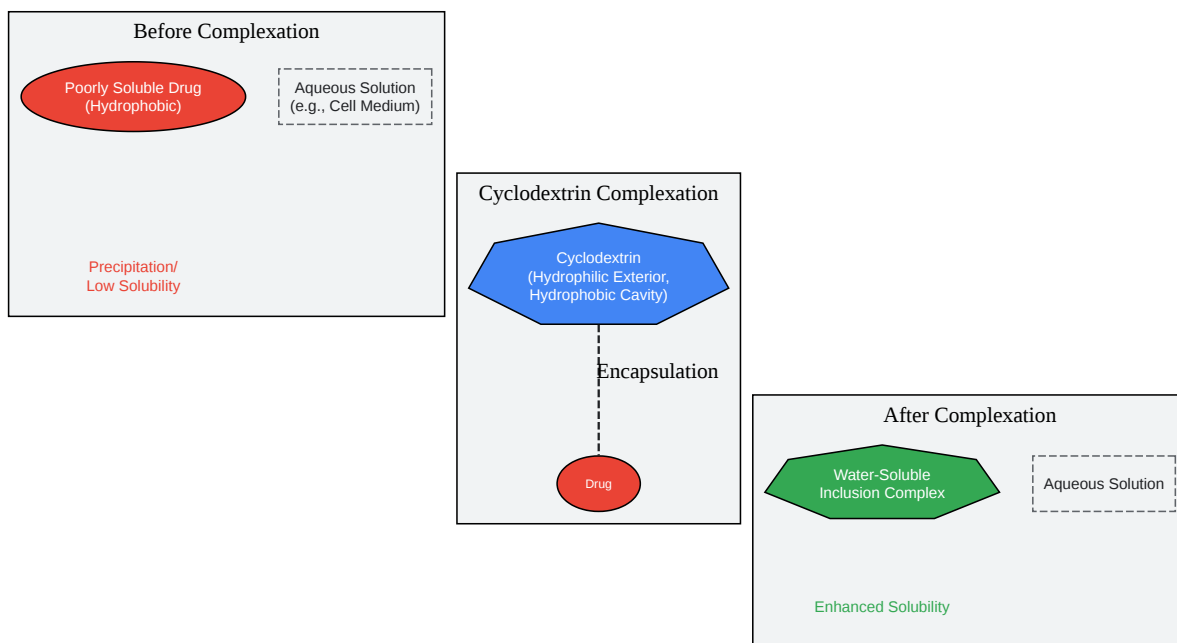 Before Complexation
Poorly Soluble Drug
(Hydrophobic)
Aqueous Solution
(e.g., Cell Medium)
Precipitation/
Low Solubility
Cyclodextrin Complexation
Cyclodextrin
(Hydrophilic Exterior,
Hydrophobic Cavity)
Encapsulation
Drug
After Complexation
Water-Soluble
Inclusion Complex
Aqueous Solution
Enhanced Solubility